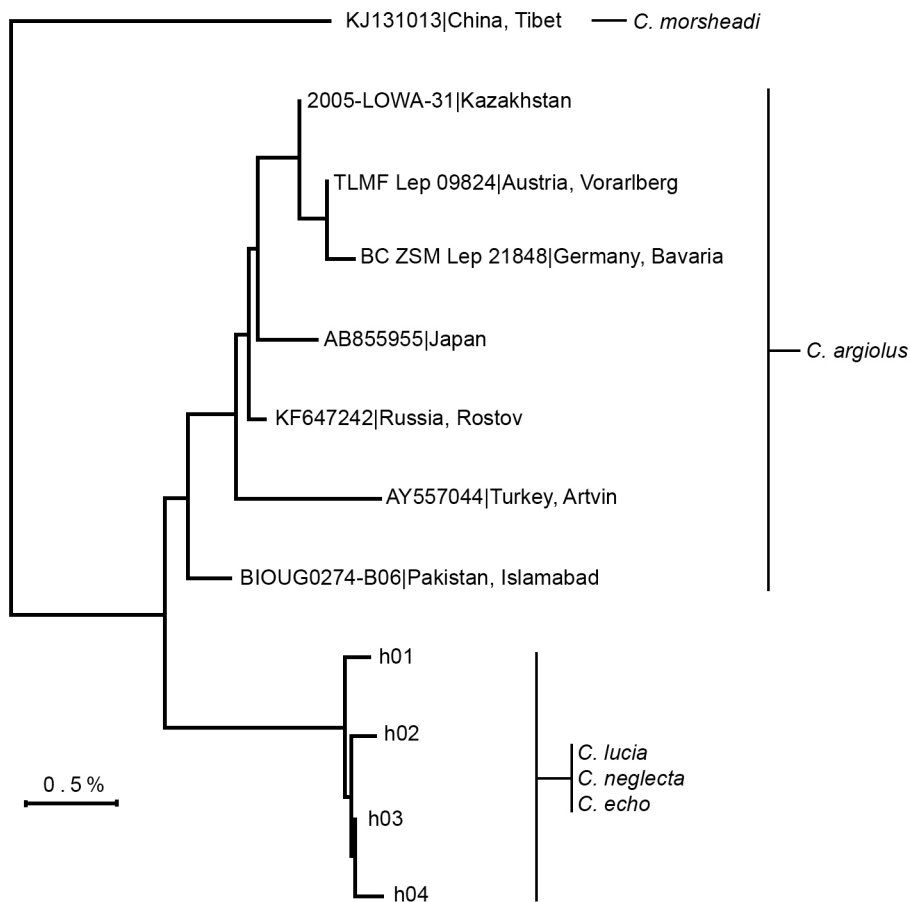 KJ131013|China, Tibet
C. morsheadi
2005-LOWA-31|Kazakhstan
TLMF Lep 09824|Austria, Vorarlberg
BC ZSM Lep 21848|Germany, Bavaria
AB855955|Japan
C. argiolus
KF647242|Russia, Rostov
AY557044|Turkey, Artvin
BIOUG0274-B06|Pakistan, Islamabad
h01
h02
C. lucia
C. neglecta
0.5%
C. echo
h03
h04